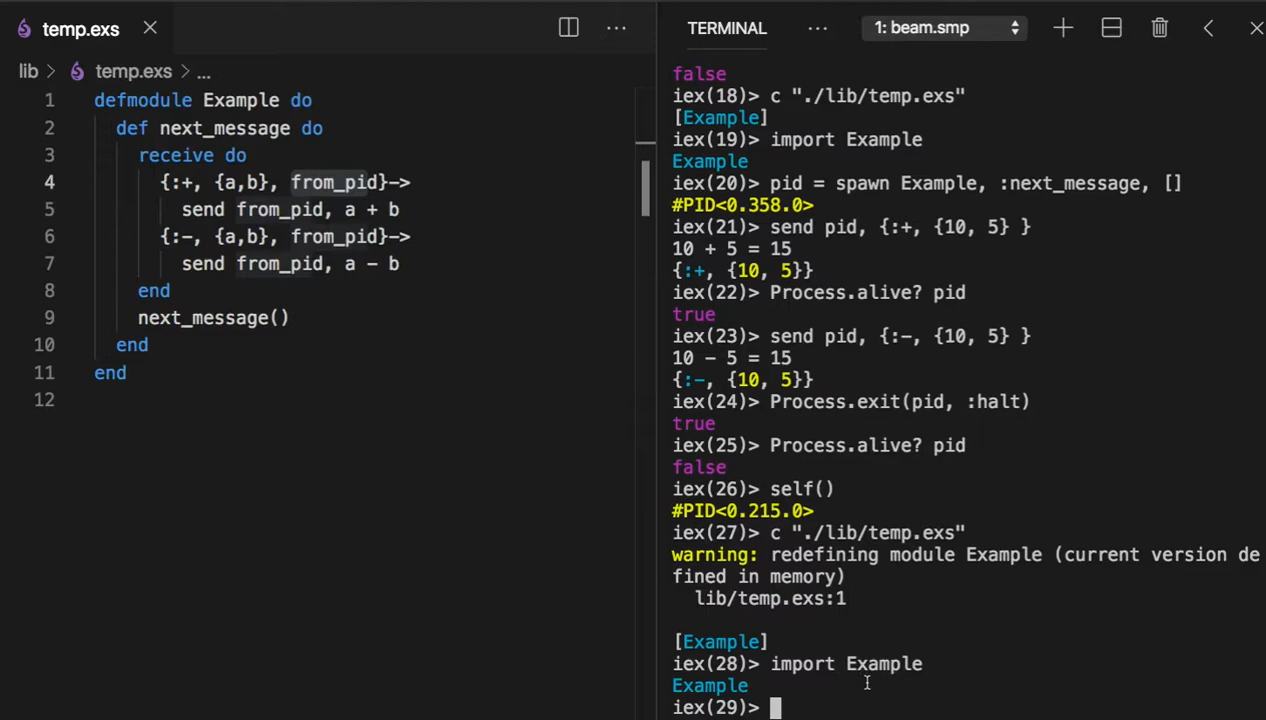 temp.exs
lib > temp.exs > ...
1 defmodule Example do
2 def next_message do
3 receive do
4 {:+, {a,b}, from_pid}->
5 send from_pid, a + b
6 {:-, {a,b}, from_pid}->
7 send from_pid, a - b
8 end
9 next_message()
10 end
11 end
12
TERMINAL ... 1: beam.smp
false
iex(18)> c "./lib/temp.exs"
[Example]
iex(19)> import Example
Example
iex(20)> pid = spawn Example, :next_message, []
#PID<0.358.0>
iex(21)> send pid, {:+, {10, 5} }
10 + 5 = 15
{:+, {10, 5}}
iex(22)> Process.alive? pid
true
iex(23)> send pid, {:-, {10, 5} }
10 - 5 = 15
{:-, {10, 5}}
iex(24)> Process.exit(pid, :halt)
true
iex(25)> Process.alive? pid
false
iex(26)> self()
#PID<0.215.0>
iex(27)> c "./lib/temp.exs"
warning: redefining module Example (current version de
fined in memory)
lib/temp.exs:1
[Example]
iex(28)> import Example
Example
iex(29)>